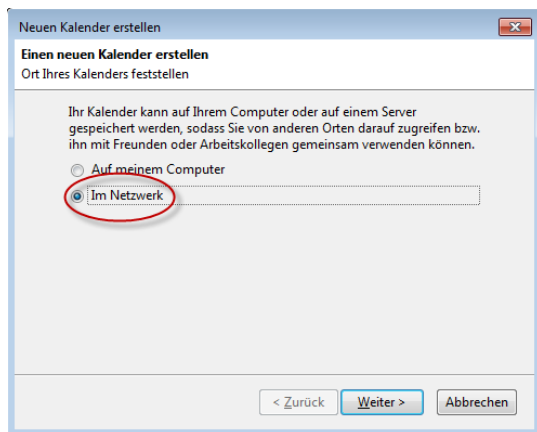 Neuen Kalender erstellen
Einen neuen Kalender erstellen
Ort Ihres Kalenders feststellen
Ihr Kalender kann auf Ihrem Computer oder auf einem Server
gespeichert werden, sodass Sie von anderen Orten darauf zugreifen bzw.
ihn mit Freunden oder Arbeitskollegen gemeinsam verwenden können.
Auf meinem Computer
Im Netzwerk
< Zurück Weiter > Abbrechen